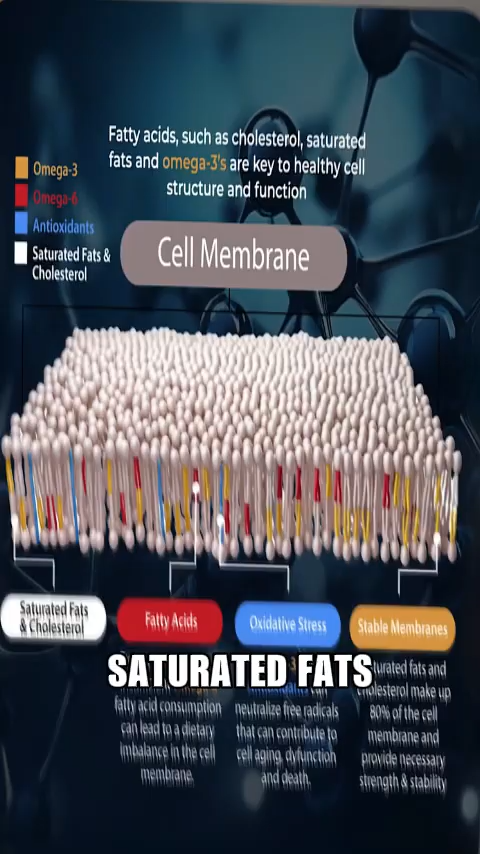 Fatty acids, such as cholesterol, saturated
fats and omega-3's are key to healthy cell
structure and function
Omega-3
Omega-6
Antioxidants
Saturated Fats &
Cholesterol
Cell Membrane
Saturated Fats
& Cholesterol
Fatty Acids
fatty acid consumption
can lead to a dietary
imbalance in the cell
membrane.
Oxidative Stress
neutralize free radicals
that can contribute to
cell aging, dyfunction
and death.
Stable Membranes
fats and
cholesterol make up
80% of the cell
membrane and
provide necessary
strength & stability
SATURATED FATS